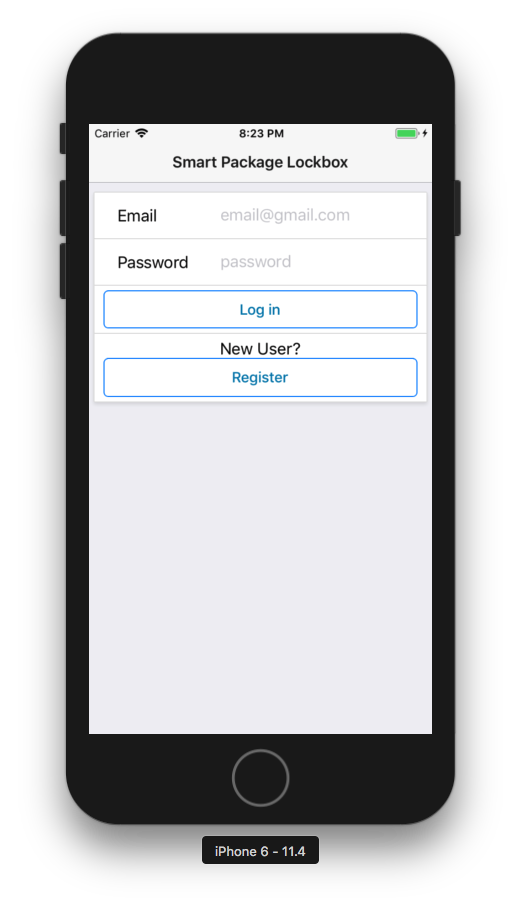 Carrier 8:23 PM
Smart Package Lockbox
Email email@gmail.com
Password password
Log in
New User?
Register
iPhone 6 - 11.4